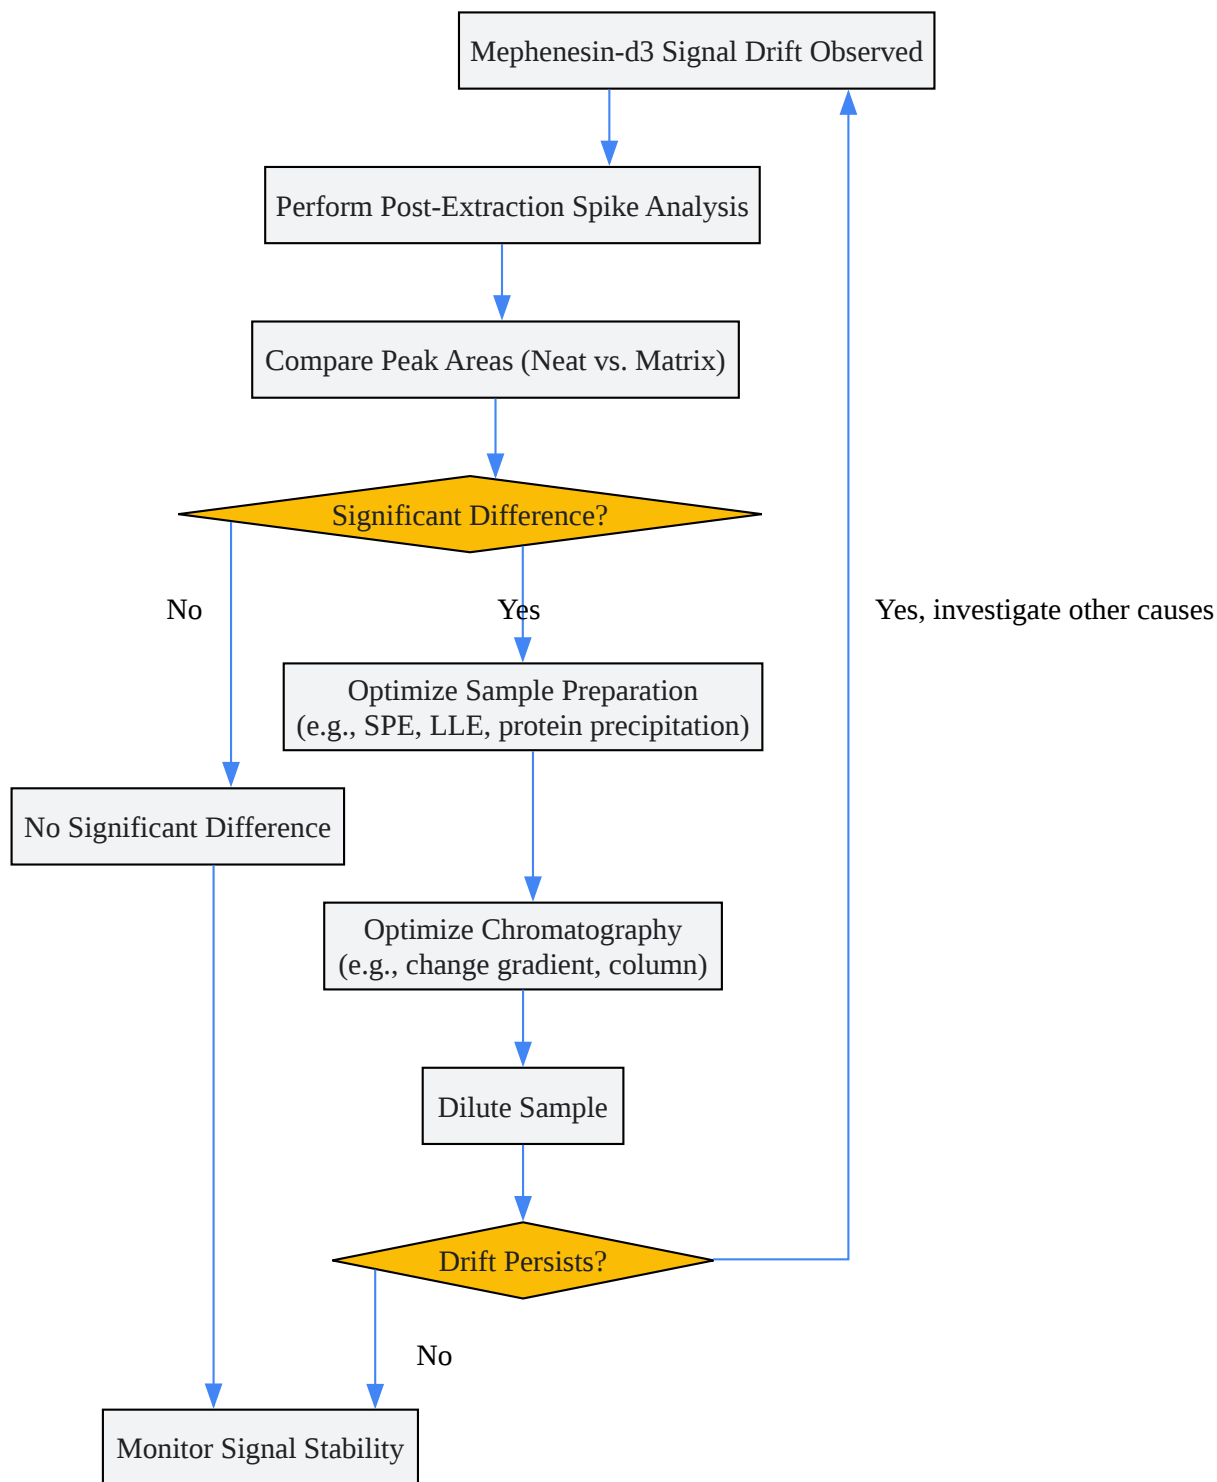 Mephenesin-d3 Signal Drift Observed
Perform Post-Extraction Spike Analysis
Compare Peak Areas (Neat vs. Matrix)
Significant Difference?
No
Yes
Yes, investigate other causes
Optimize Sample Preparation
(e.g., SPE, LLE, protein precipitation)
No Significant Difference
Optimize Chromatography
(e.g., change gradient, column)
Dilute Sample
Drift Persists?
No
Monitor Signal Stability